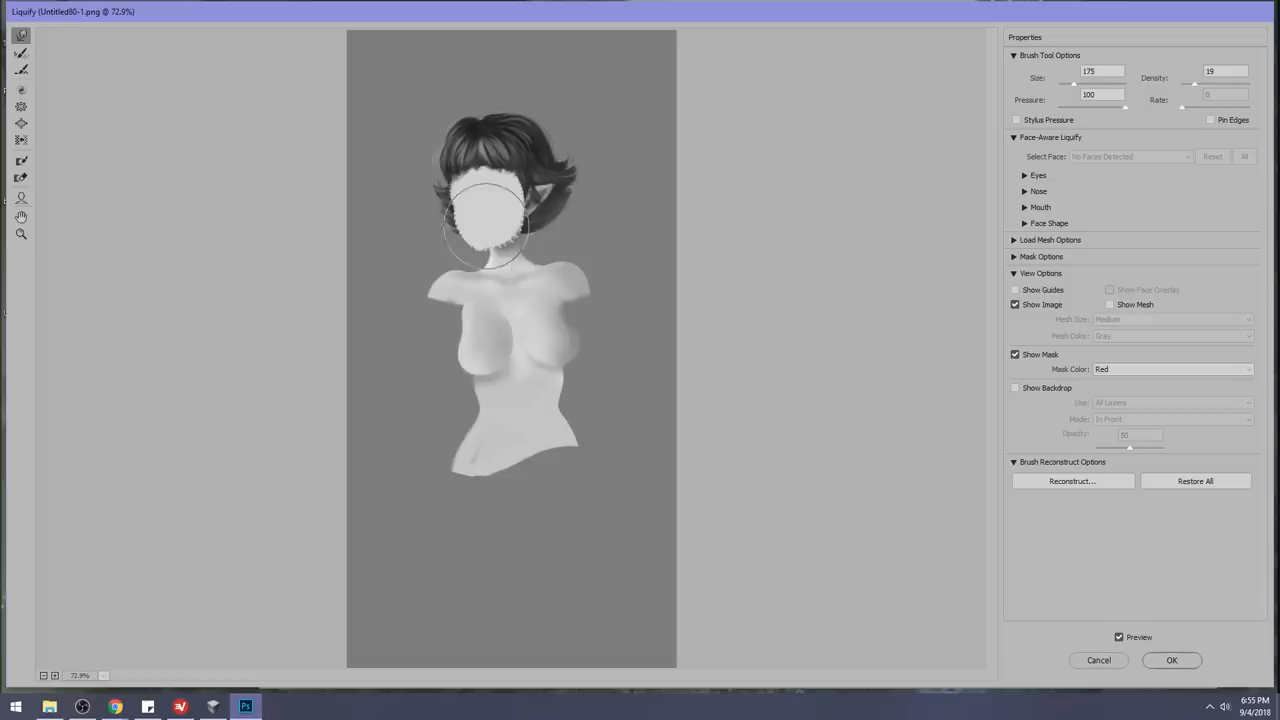 Liquify (Untitled80-1.png @ 72.9%)
Properties
Brush Tool Options
Size: 175 Density: 19
Pressure: 100 Rate: 0
Stylus Pressure Pin Edges
Face-Aware Liquify
Select Face: No Faces Detected Reset All
Eyes
Nose
Mouth
Face Shape
Load Mesh Options
Mask Options
View Options
Show Guides Show Face Overlay
Show Image Show Mesh
Mesh Size: Medium
Mesh Color: Gray
Show Mask
Mask Color: Red
Show Backdrop
Use: All Layers
Mode: In Front
Opacity: 50
Brush Reconstruct Options
Reconstruct... Restore All
Preview
Cancel OK
72.9%
Ps
6:55 PM
9/4/2018